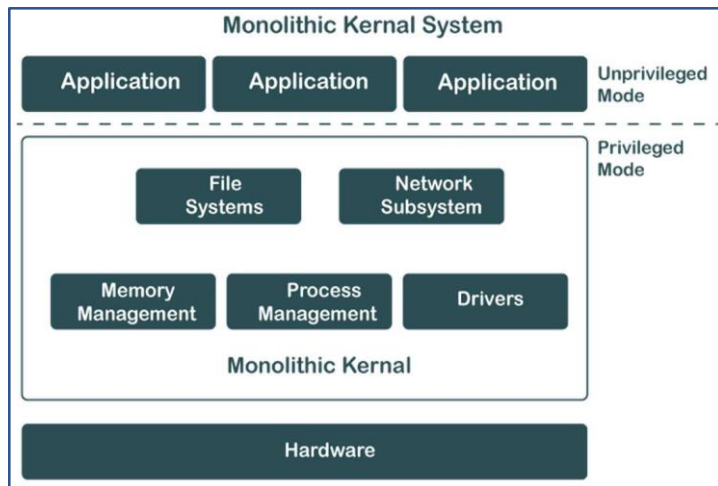 Monolithic Kernal System
Application
Application
Application
Unprivileged
Mode
Privileged
Mode
File
Systems
Network
Subsystem
Memory
Management
Process
Management
Drivers
Monolithic Kernal
Hardware